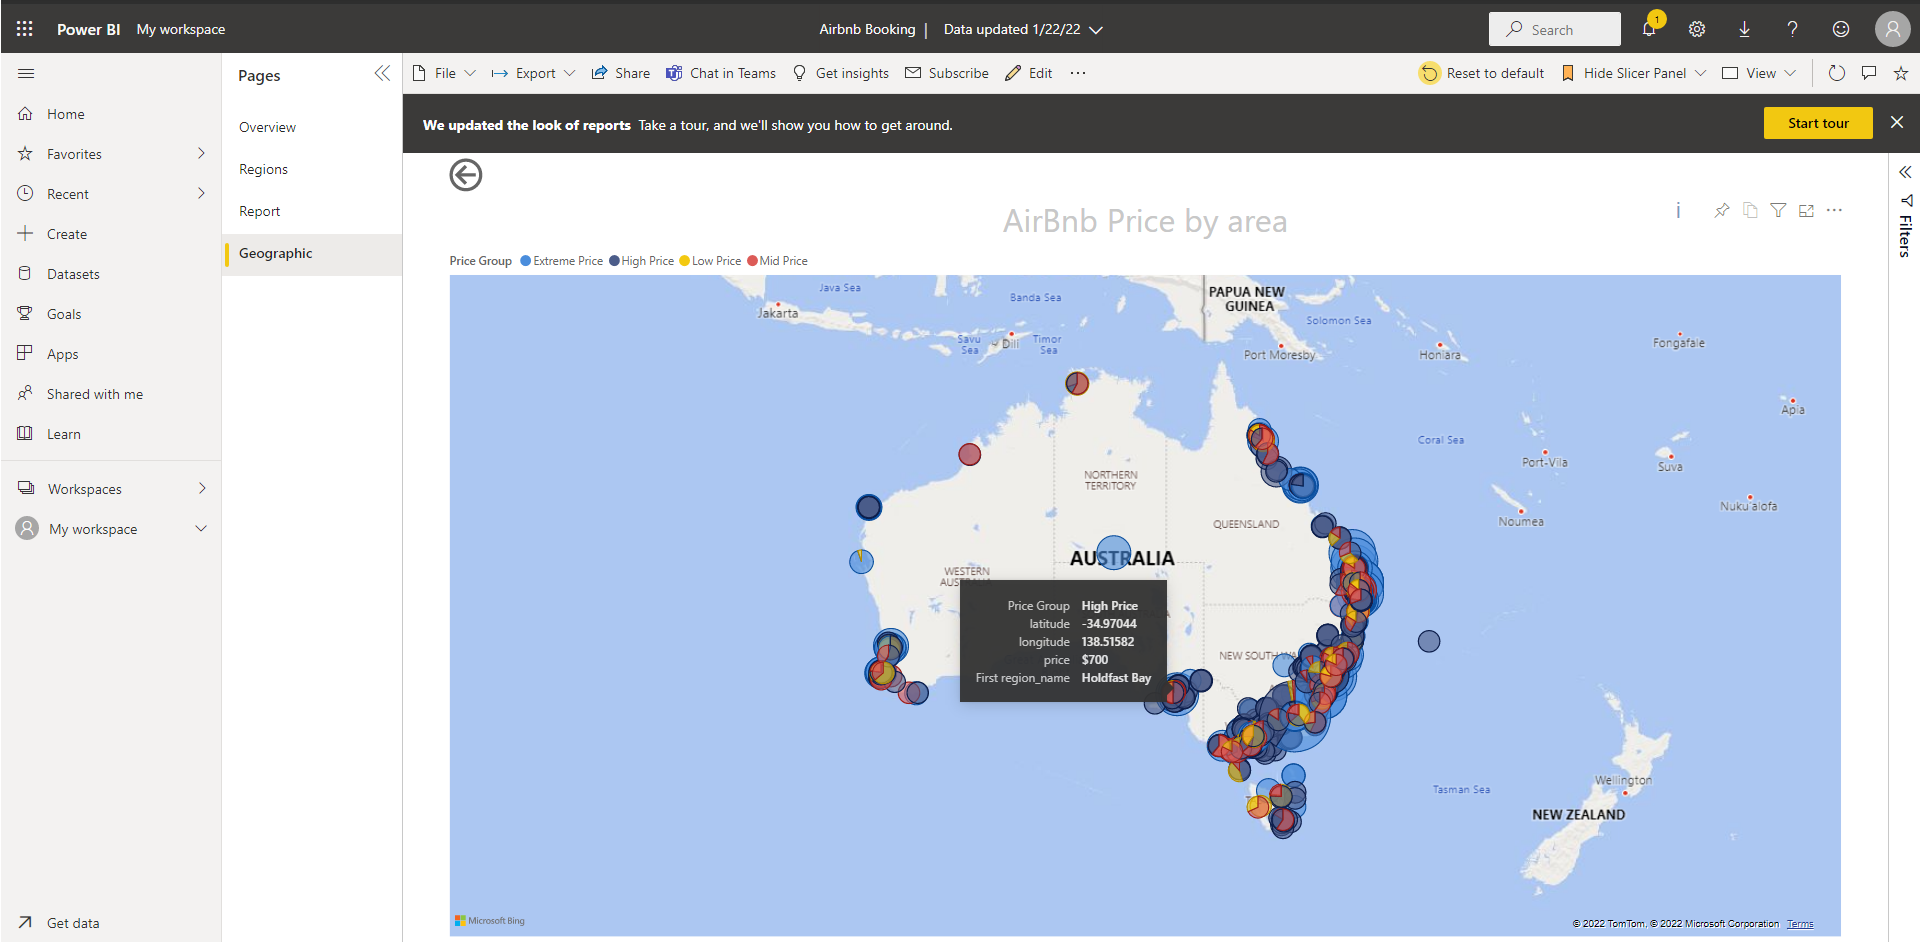 Power BI My workspace
Airbnb Booking | Data updated 1/22/22
Search
1
Pages
File Export Share Chat in Teams Get insights Subscribe Edit ...
Reset to default Hide Slicer Panel View
Home
Favorites
Recent
Create
Datasets
Goals
Apps
Shared with me
Learn
Workspaces
My workspace
Get data
Overview
Regions
Report
Geographic
We updated the look of reports Take a tour, and we'll show you how to get around.
Start tour
Filters
AirBnb Price by area
Price Group Extreme Price High Price Low Price Mid Price
Java Sea
Banda Sea
PAPUA NEW
GUINEA
Jakarta
Solomon Sea
Savu
Sea
Dili
Timor
Sea
Port Moresby
Honiara
Fongafale
Apia
Coral Sea
Port-Vila
Suva
NORTHERN
TERRITORY
Nuku'alofa
Noumea
QUEENSLAND
AUSTRALIA
WESTERN
Price Group High Price
latitude -34.97044
longitude 138.51582
price $700
First region_name Holdfast Bay
NEW SOUTH WA
Tasman Sea
Wellington
NEW ZEALAND
Microsoft Bing
© 2022 TomTom, © 2022 Microsoft Corporation Terms